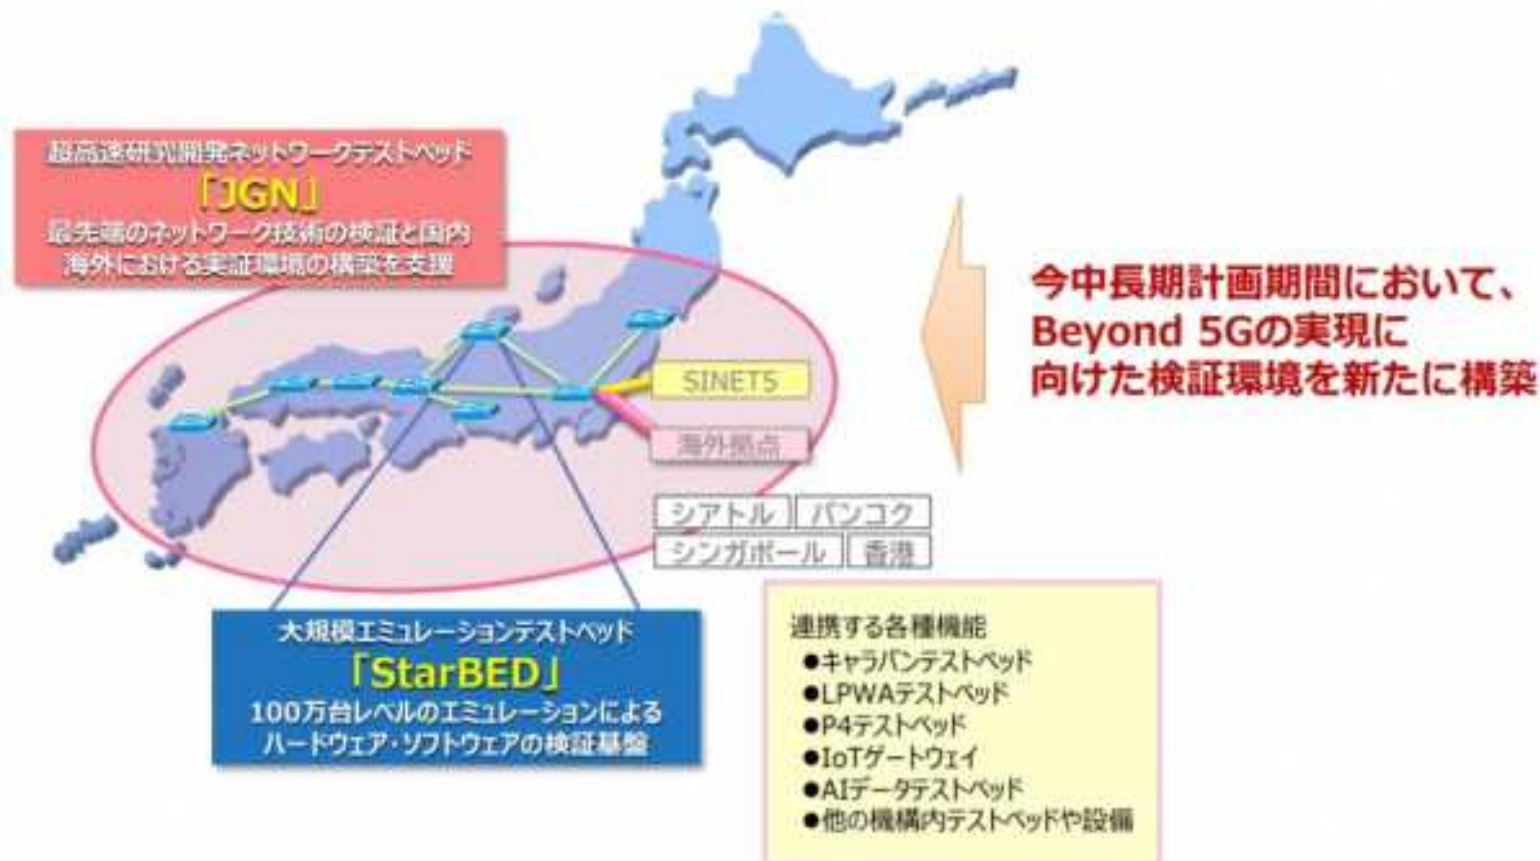 超高速研究開発ネットワークテストベッド
「JGN」
最先端のネットワーク技術の検証と国内
海外における実証環境の構築を支援
今中長期計画期間において、
Beyond 5Gの実現に
向けた検証環境を新たに構築
SINET5
海外拠点
シアトル
バンコク
シンガポール
香港
大規模エミュレーションテストベッド
「StarBED」
100万台レベルのエミュレーションによる
ハードウェア・ソフトウェアの検証基盤
連携する各種機能
●キャラバンテストベッド
●LPWAテストベッド
●P4テストベッド
●IoTゲートウェイ
●AIデータテストベッド
●他の機構内テストベッドや設備